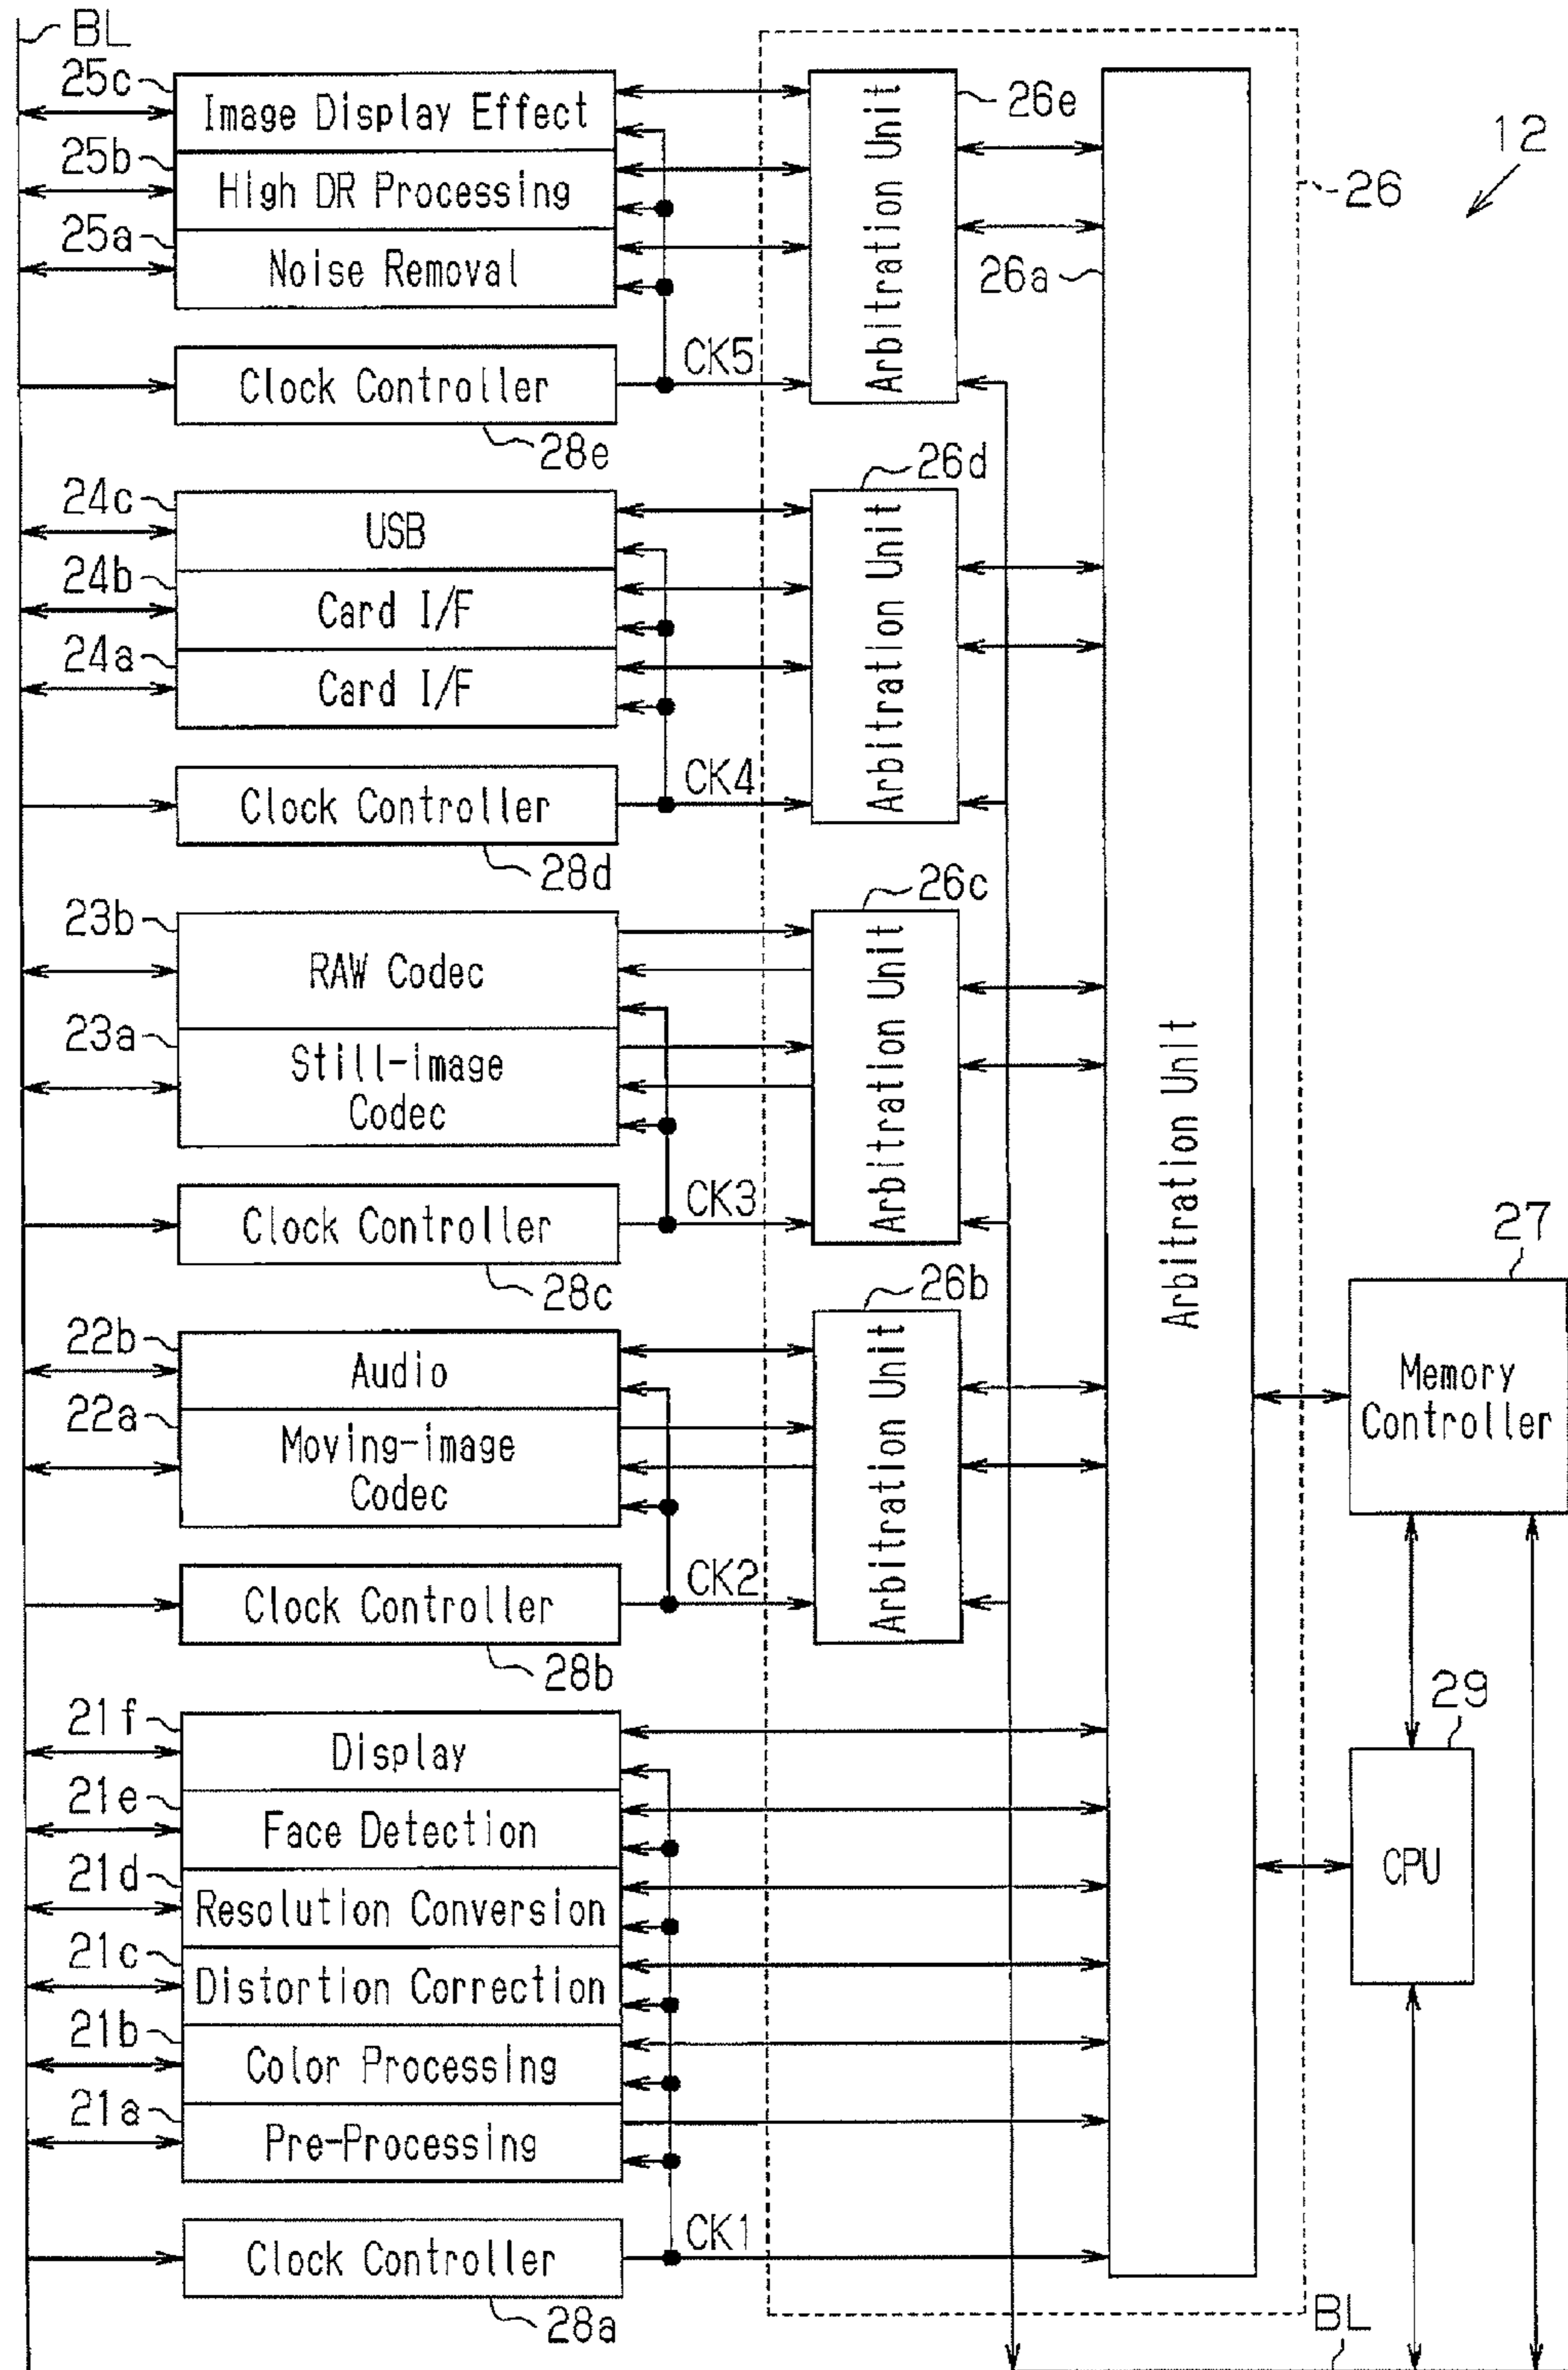 BL
25c
Image Display Effect
25b
High DR Processing
25a
Noise Removal
Clock Controller
28e
CK5
Arbitration Unit
26e
26a
26
12
24c
USB
24b
Card I/F
24a
Card I/F
Clock Controller
28d
CK4
Arbitration Unit
26d
23b
RAW Codec
23a
Still-image
Codec
Clock Controller
28c
CK3
Arbitration Unit
26c
Arbitration Unit
22b
Audio
22a
Moving-image
Codec
Clock Controller
28b
CK2
Arbitration Unit
26b
27
Memory
Controller
29
CPU
21f
Display
21e
Face Detection
21d
Resolution Conversion
21c
Distortion Correction
21b
Color Processing
21a
Pre-Processing
Clock Controller
28a
CK1
BL